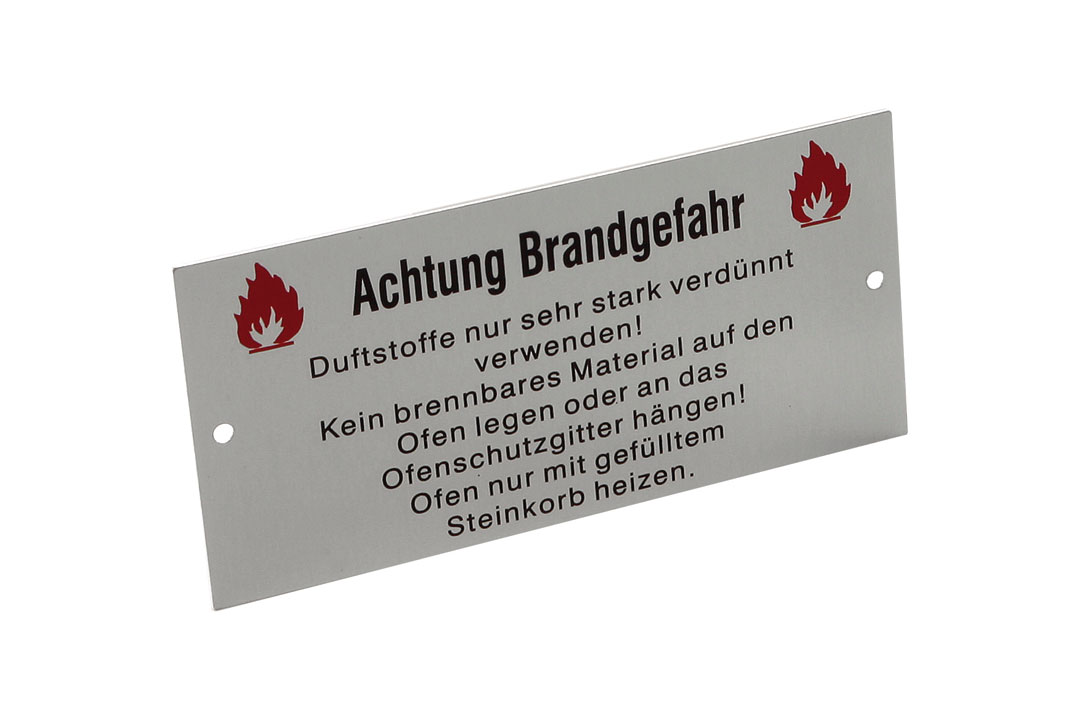 Achtung Brandgefahr
Duftstoffe nur sehr stark verdünnt
verwenden!
Kein brennbares Material auf den
Ofen legen oder an das
Ofenschutzgitter hängen!
Ofen nur mit gefülltem
Steinkorb heizen.